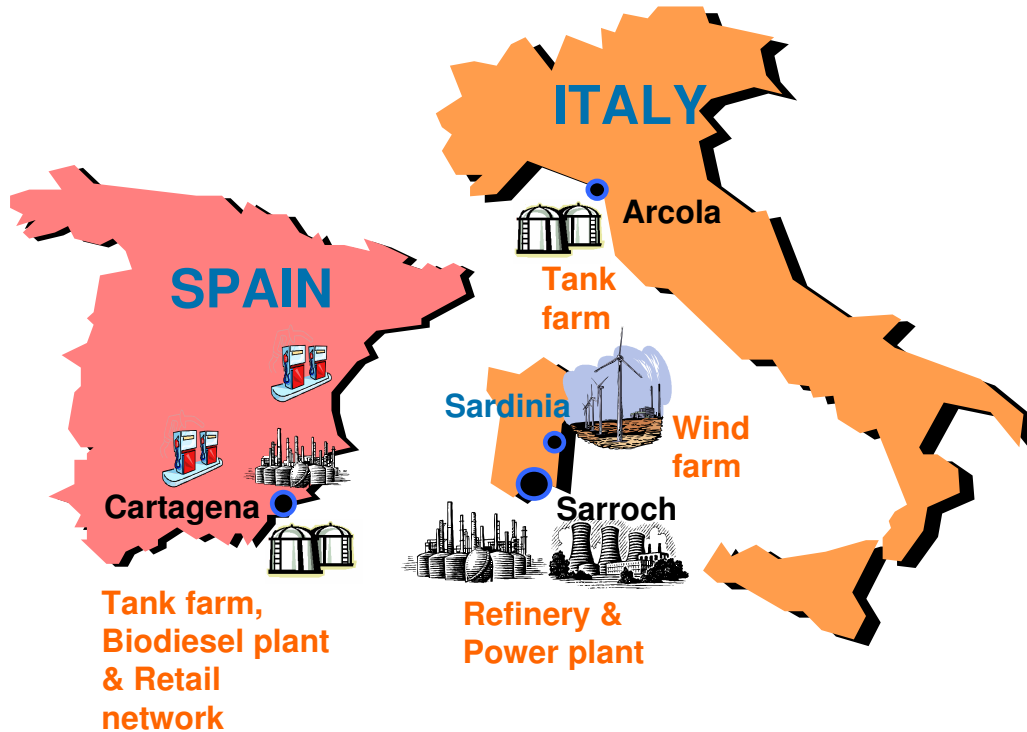 ITALY
Arcola
SPAIN
Tank
farm
Sardinia
Wind
farm
Cartagena
Sarroch
Tank farm,
Biodiesel plant
& Retail
network
Refinery &
Power plant